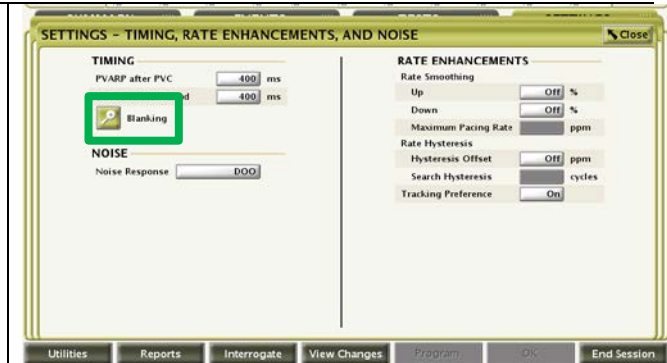 SETTINGS - TIMING, RATE ENHANCEMENTS, AND NOISE
Close
TIMING
PVARP after PVC 400 ms
400 ms
Blanking
NOISE
Noise Response DOO
RATE ENHANCEMENTS
Rate Smoothing
Up Off %
Down Off %
Maximum Pacing Rate ppm
Rate Hysteresis
Hysteresis Offset Off ppm
Search Hysteresis cycles
Tracking Preference On
Utilities Reports Interrogate View Changes Program OK End Session